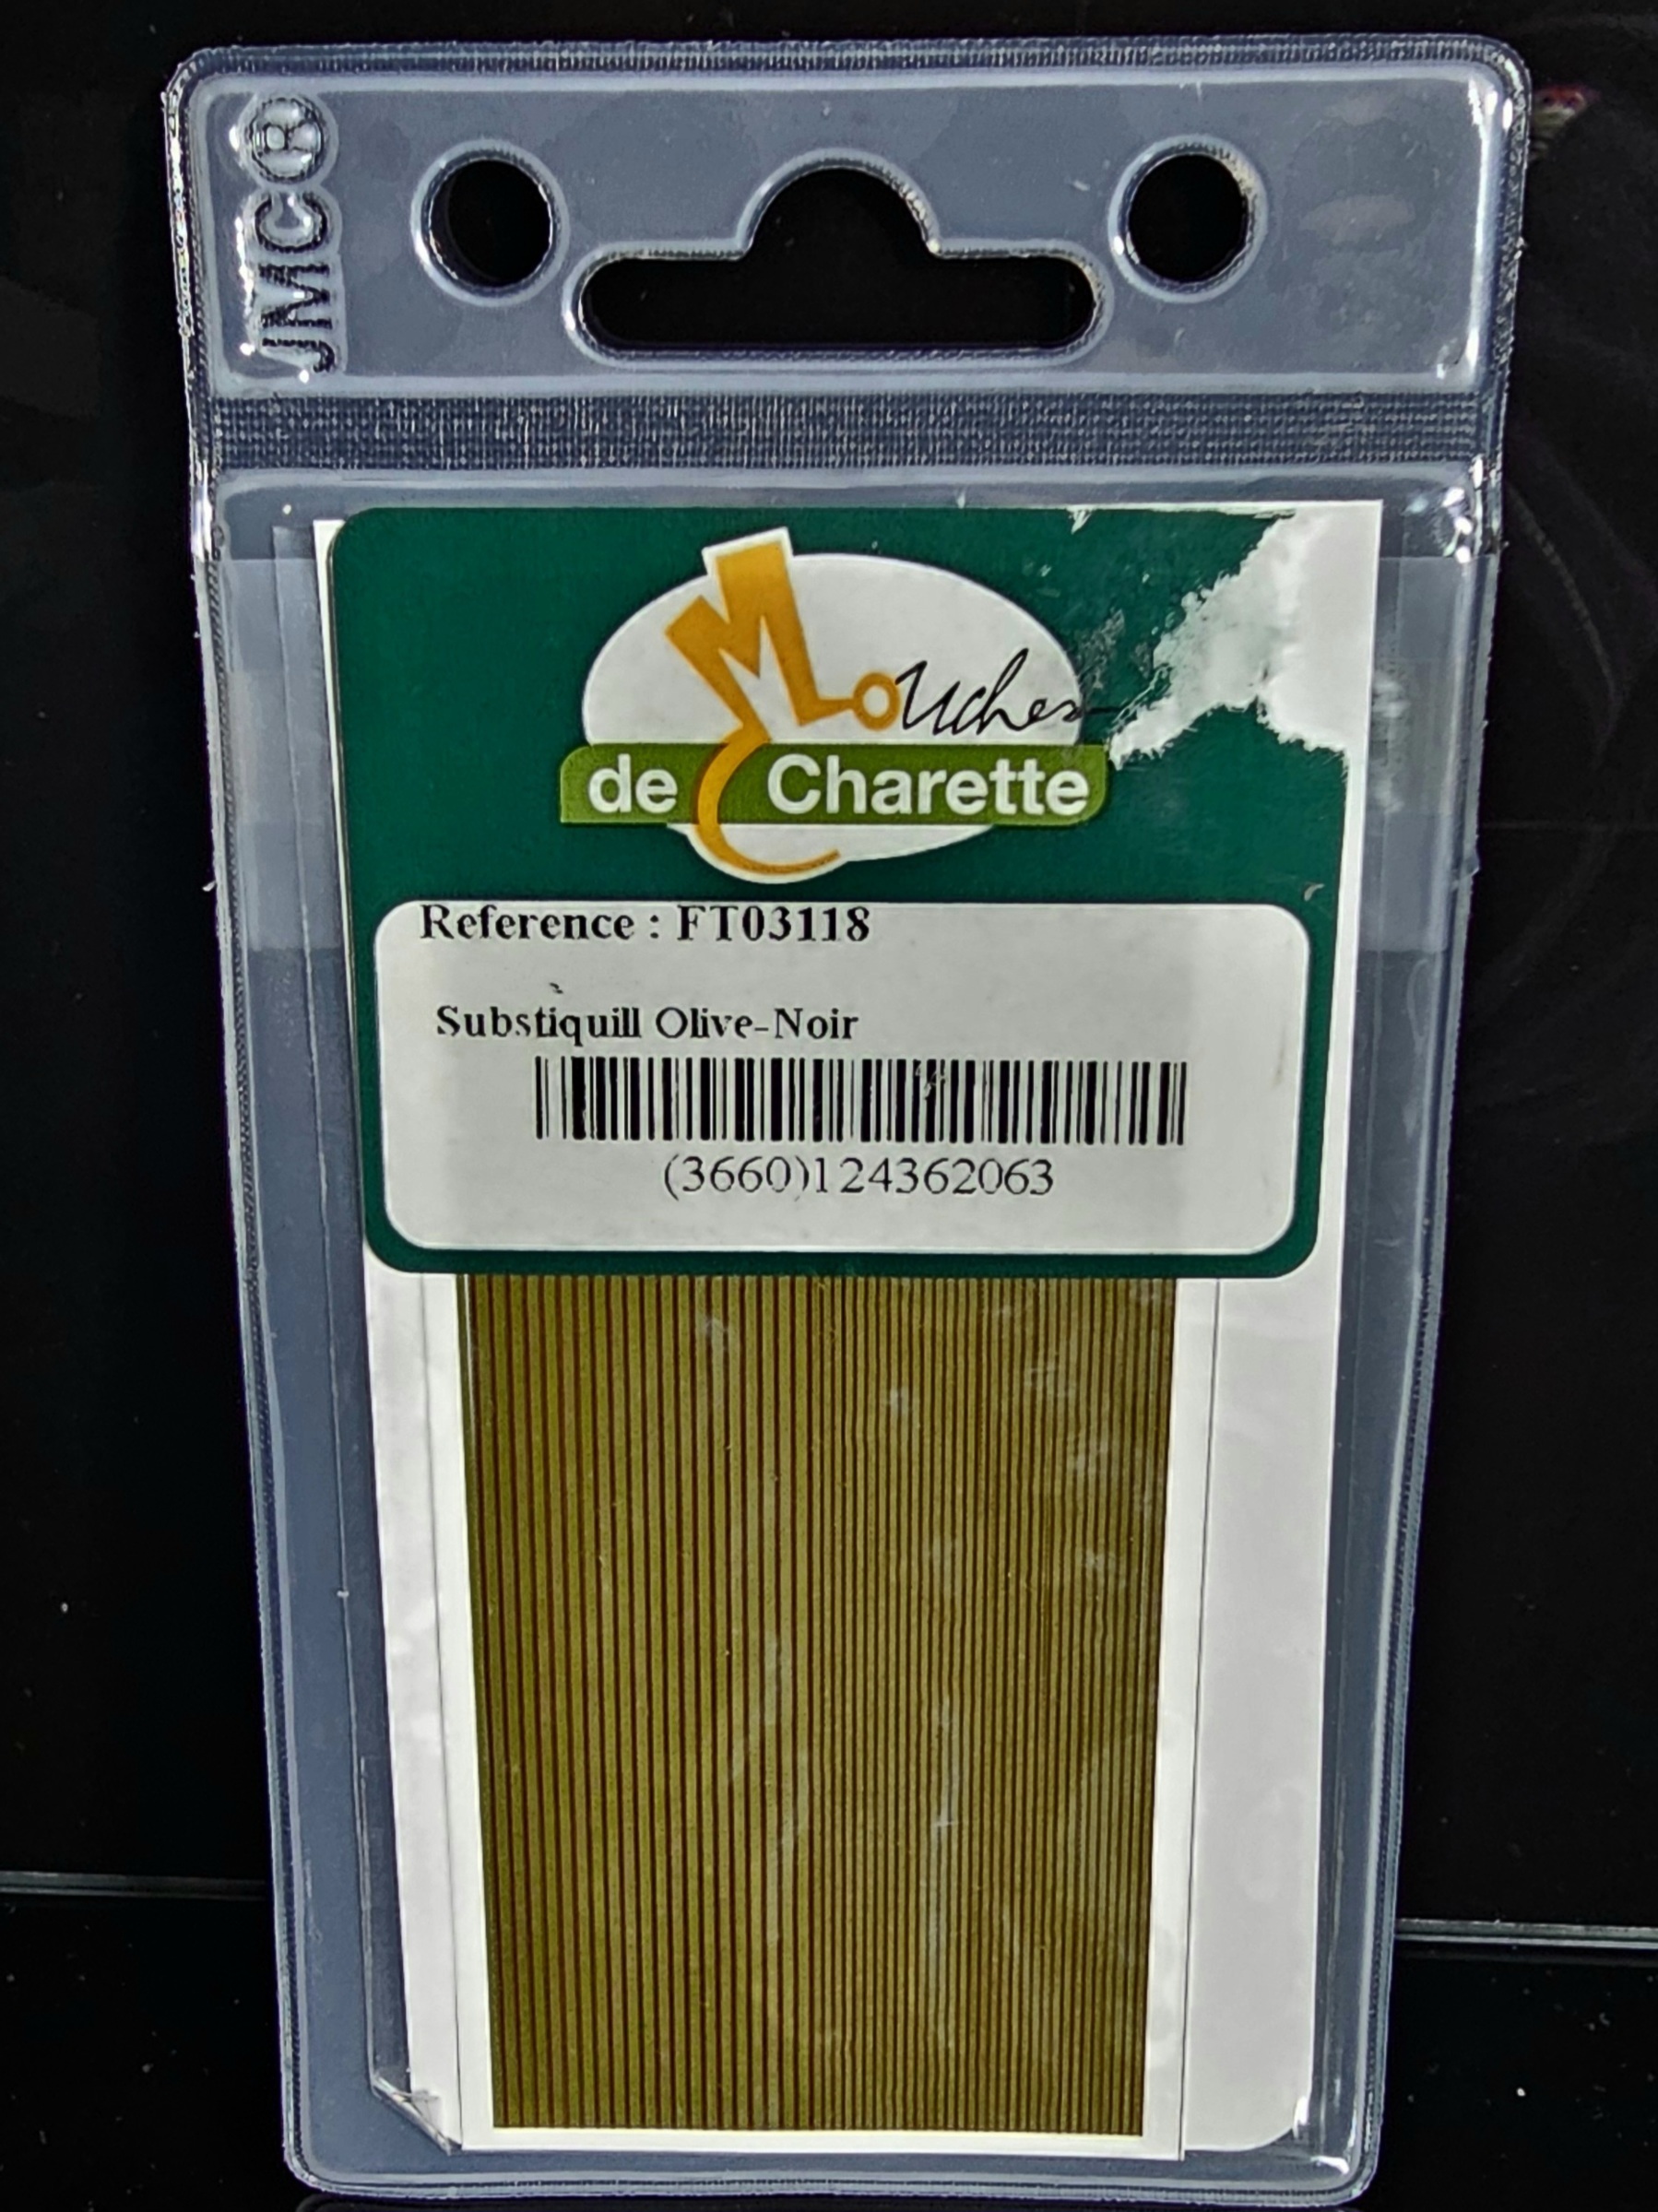 JMC®
Mouches
de Charette
Reference : FT03118
Substiquill Olive-Noir
(3660)124362063